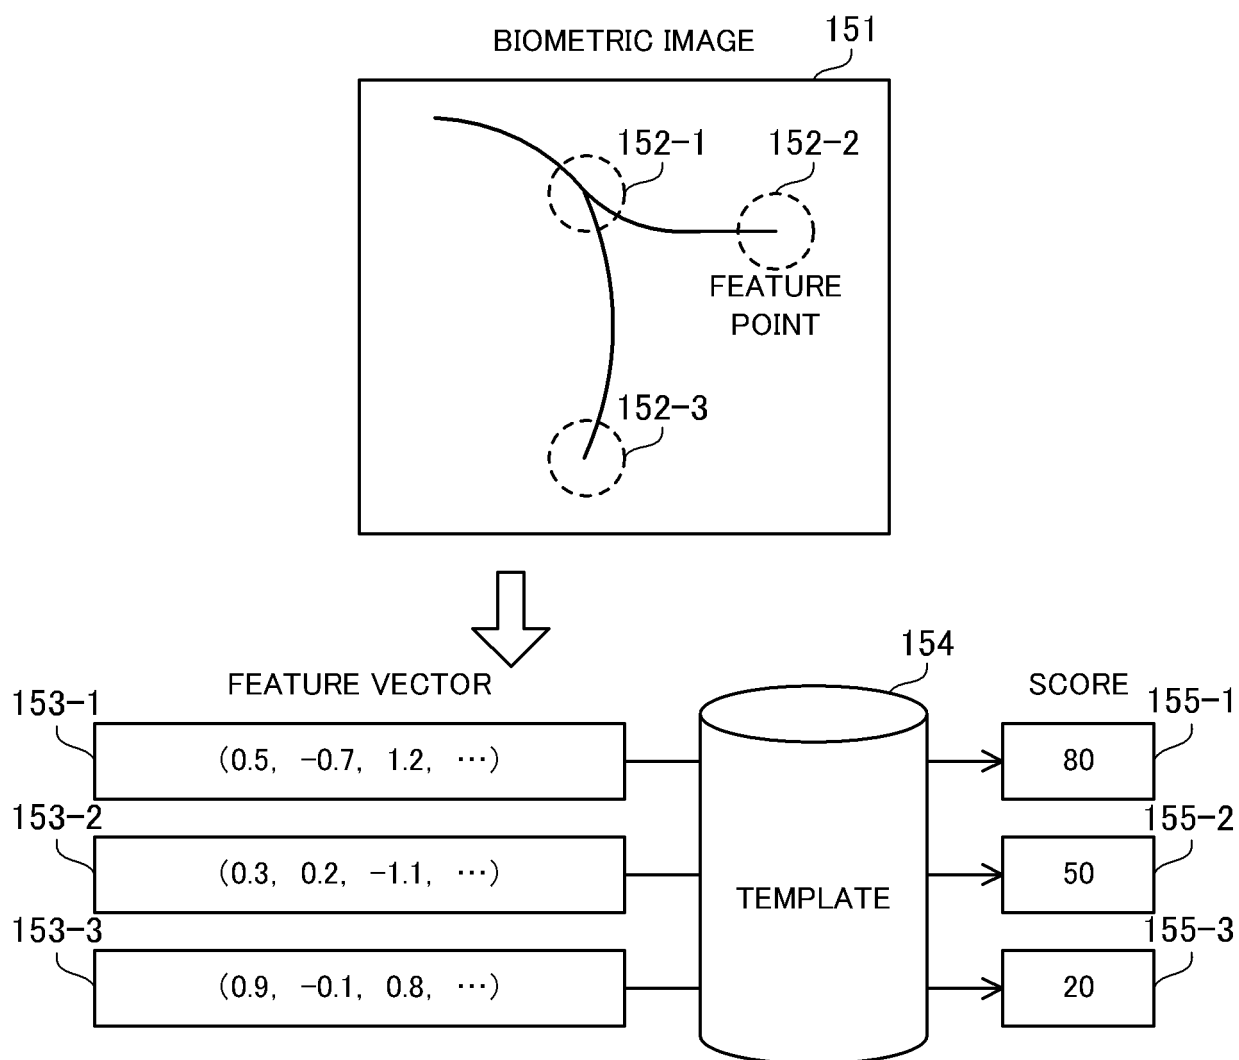 151
BIOMETRIC IMAGE
152-1
152-2
FEATURE
POINT
152-3
154
FEATURE VECTOR
SCORE
153-1
155-1
(0.5, -0.7, 1.2, ⋯)
80
153-2
155-2
(0.3, 0.2, -1.1, ⋯)
50
TEMPLATE
153-3
155-3
(0.9, -0.1, 0.8, ⋯)
20